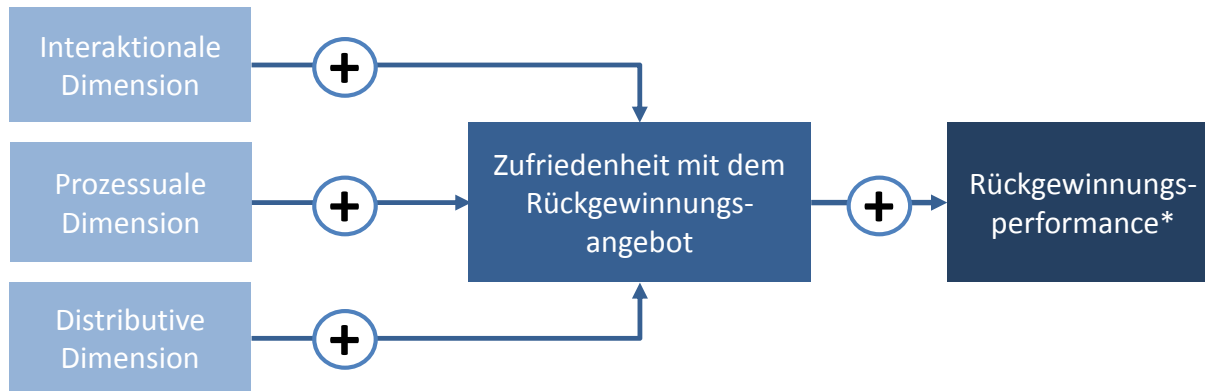 Interaktionale
Dimension
+
Prozessuale
Dimension
+
Zufriedenheit mit dem
Rückgewinnungs-
angebot
+
Rückgewinnungs-
performance*
Distributive
Dimension
+